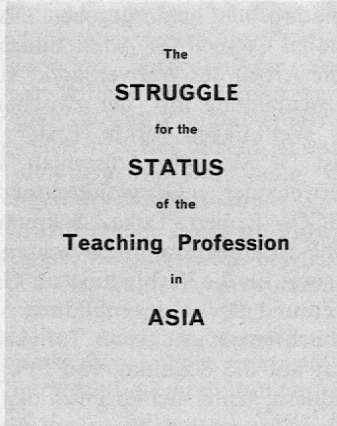 The
STRUGGLE
for the
STATUS
of the
Teaching Profession
in
ASIA